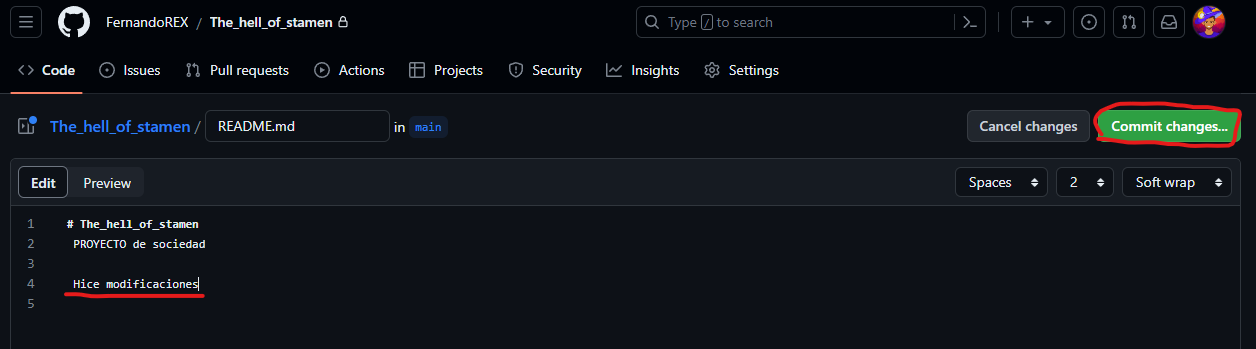 FernandoREX / The_hell_of_stamen
Type / to search
Code Issues Pull requests Actions Projects Security Insights Settings
The_hell_of_stamen / README.md in main
Cancel changes Commit changes...
Edit Preview
Spaces 2 Soft wrap
1 # The_hell_of_stamen
2 PROYECTO de sociedad
3
4 Hice modificaciones
5